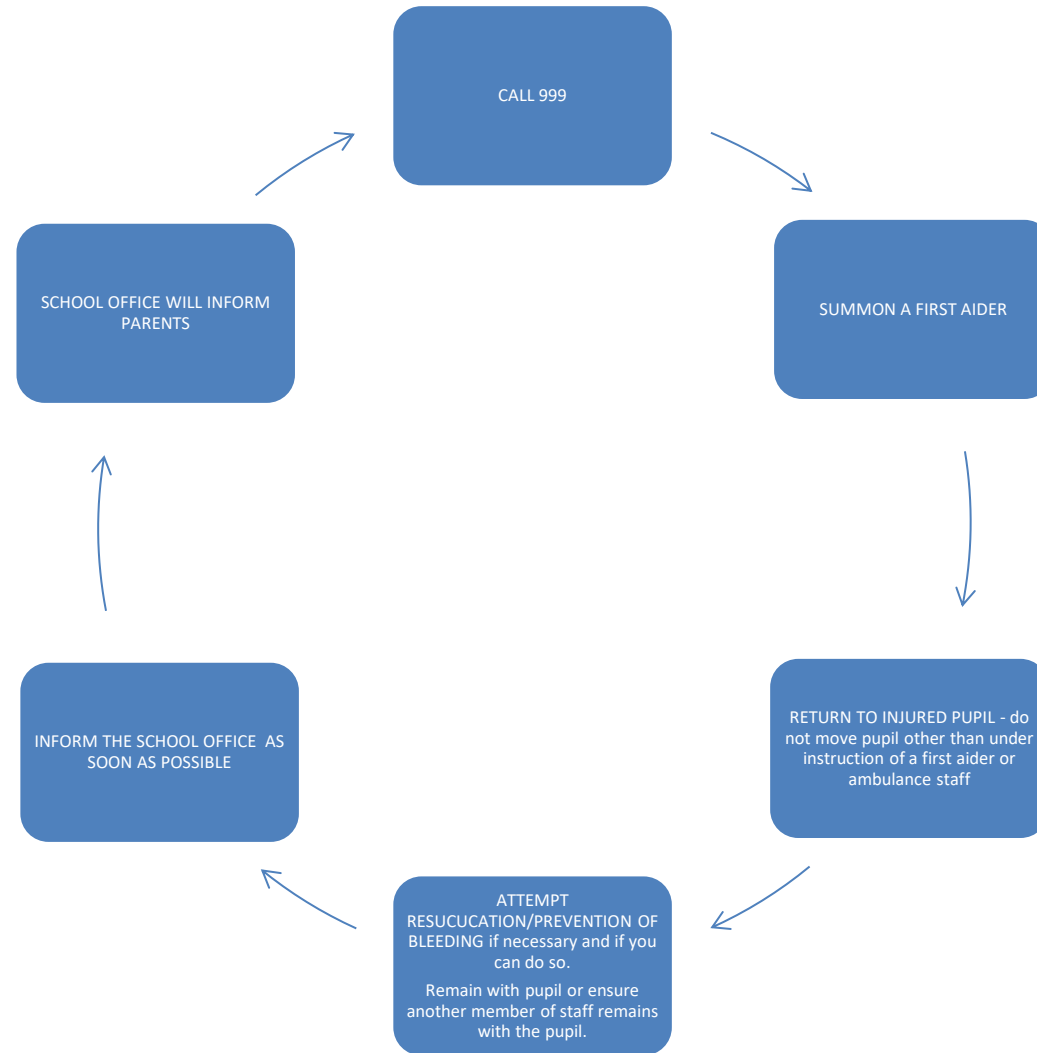 CALL 999
SUMMON A FIRST AIDER
RETURN TO INJURED PUPIL - do
not move pupil other than under
instruction of a first aider or
ambulance staff
ATTEMPT
RESUCUCATION/PREVENTION OF
BLEEDING if necessary and if you
can do so.
Remain with pupil or ensure
another member of staff remains
with the pupil.
INFORM THE SCHOOL OFFICE  AS
SOON AS POSSIBLE
SCHOOL OFFICE WILL INFORM
PARENTS